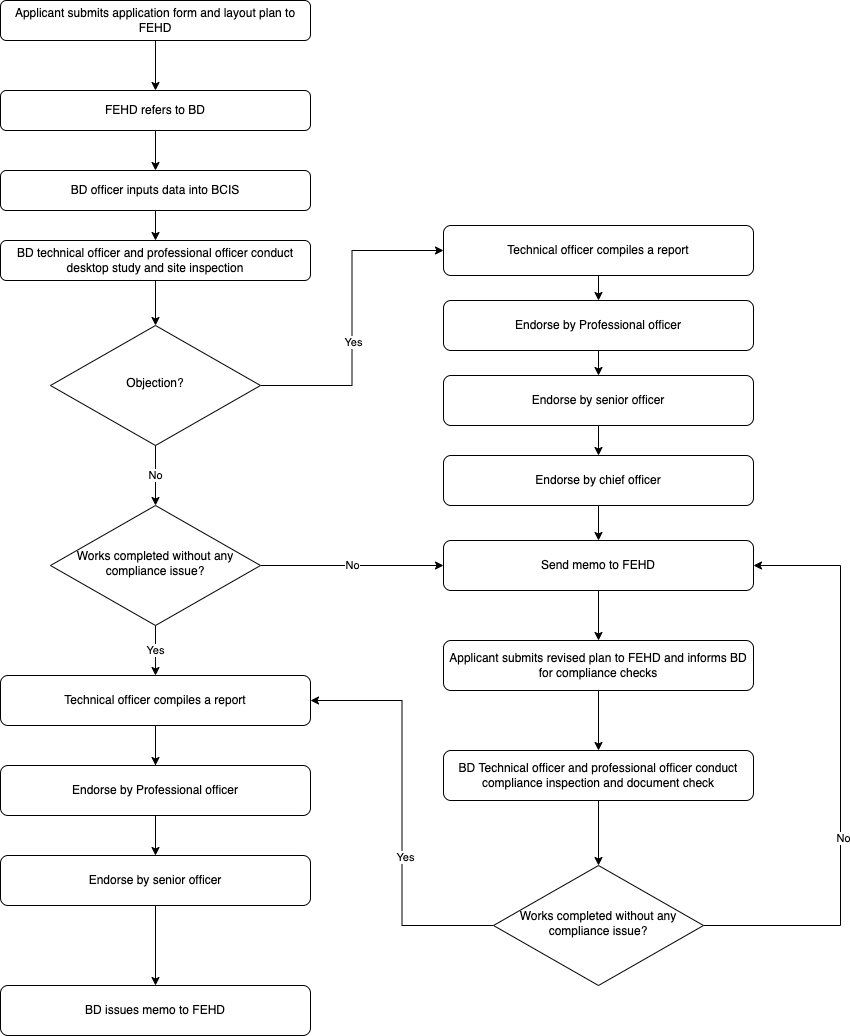 Applicant submits application form and layout plan to
FEHD
FEHD refers to BD
BD officer inputs data into BCIS
BD technical officer and professional officer conduct
desktop study and site inspection
Objection?
Yes
No
Technical officer compiles a report
Endorse by Professional officer
Endorse by senior officer
Endorse by chief officer
Works completed without any
compliance issue?
No
Yes
Send memo to FEHD
Applicant submits revised plan to FEHD and informs BD
for compliance checks
BD Technical officer and professional officer conduct
compliance inspection and document check
Works completed without any
compliance issue?
No
Yes
Technical officer compiles a report
Endorse by Professional officer
Endorse by senior officer
BD issues memo to FEHD